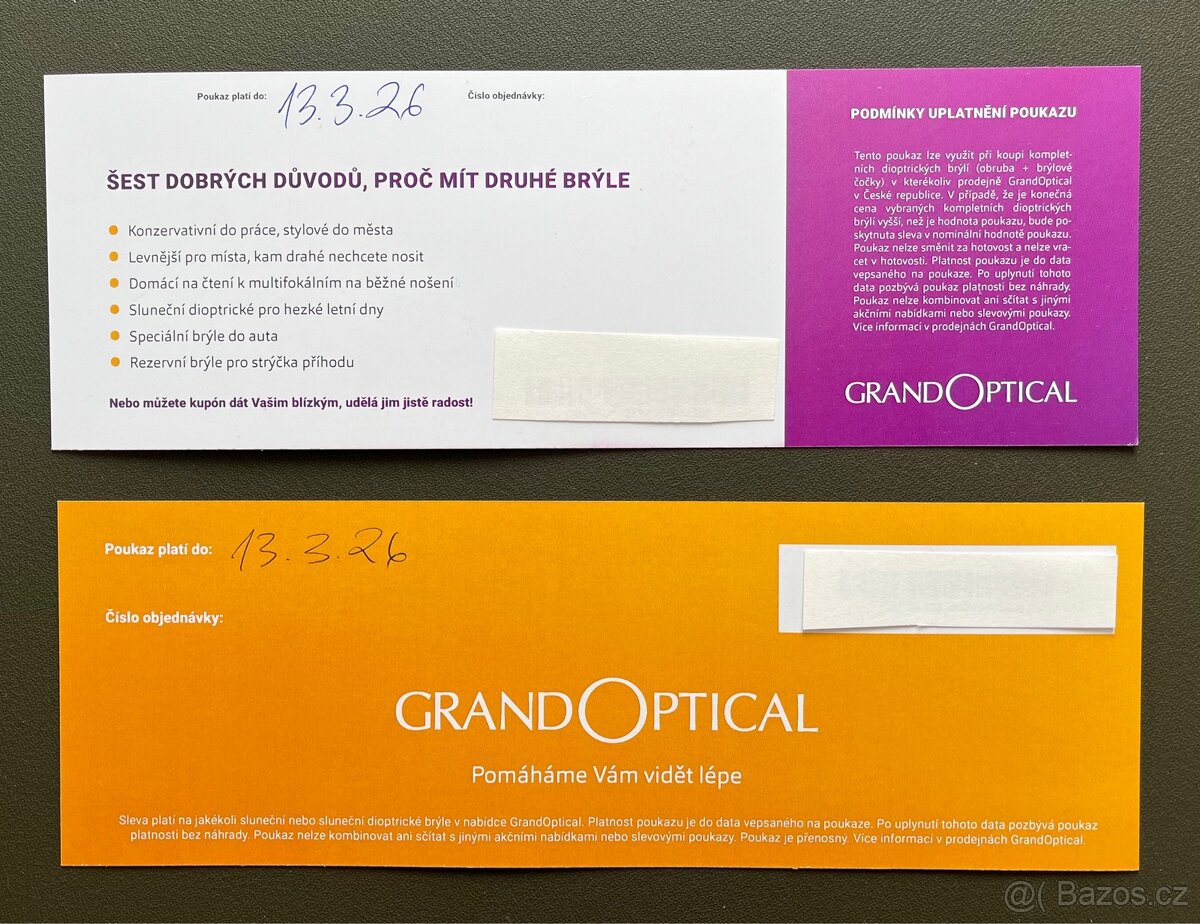 Poukaz platí do: 13.3.26 Číslo objednávky:
ŠEST DOBRÝCH DŮVODŮ, PROČ MÍT DRUHÉ BRÝLE
Konzervativní do práce, stylové do města
Levnější pro místa, kam drahé nechcete nosit
Domácí na čtení k multifokálním na běžné nošení
Sluneční dioptrické pro hezké letní dny
Speciální brýle do auta
Rezervní brýle pro strýčka příhodu
Nebo můžete kupón dát Vašim blízkým, udělá jim jistě radost!
PODMÍNKY UPLATNĚNÍ POUKAZU
Tento poukaz lze využít při koupi komplet-
ních dioptrických brýlí (obruba + brýlové
čočky) v kterékoliv prodejně GrandOptical
v České republice. V případě, že je konečná
cena vybraných kompletních dioptrických
brýlí vyšší, než je hodnota poukazu, bude po-
skytnuta sleva v nominální hodnotě poukazu.
Poukaz nelze směnit za hotovost a nelze vra-
cet v hotovosti. Platnost poukazu je do data
vepsaného na poukaze. Po uplynutí tohoto
data pozbývá poukaz platnosti bez náhrady.
Poukaz nelze kombinovat ani sčítat s jinými
akčními nabídkami nebo slevovými poukazy.
Více informací v prodejnách GrandOptical.
GRANDOPTICAL
Poukaz platí do: 13.3.26
Číslo objednávky:
GRANDOPTICAL
Pomáháme Vám vidět lépe
Sleva platí na jakékoli sluneční nebo sluneční dioptrické brýle v nabídce GrandOptical. Platnost poukazu je do data vepsaného na poukaze. Po uplynutí tohoto data pozbývá poukaz
platnosti bez náhrady. Poukaz nelze kombinovat ani sčítat s jinými akčními nabídkami nebo slevovými poukazy. Poukaz je přenosný. Více informací v prodejnách GrandOptical.
@( Bazos.cz